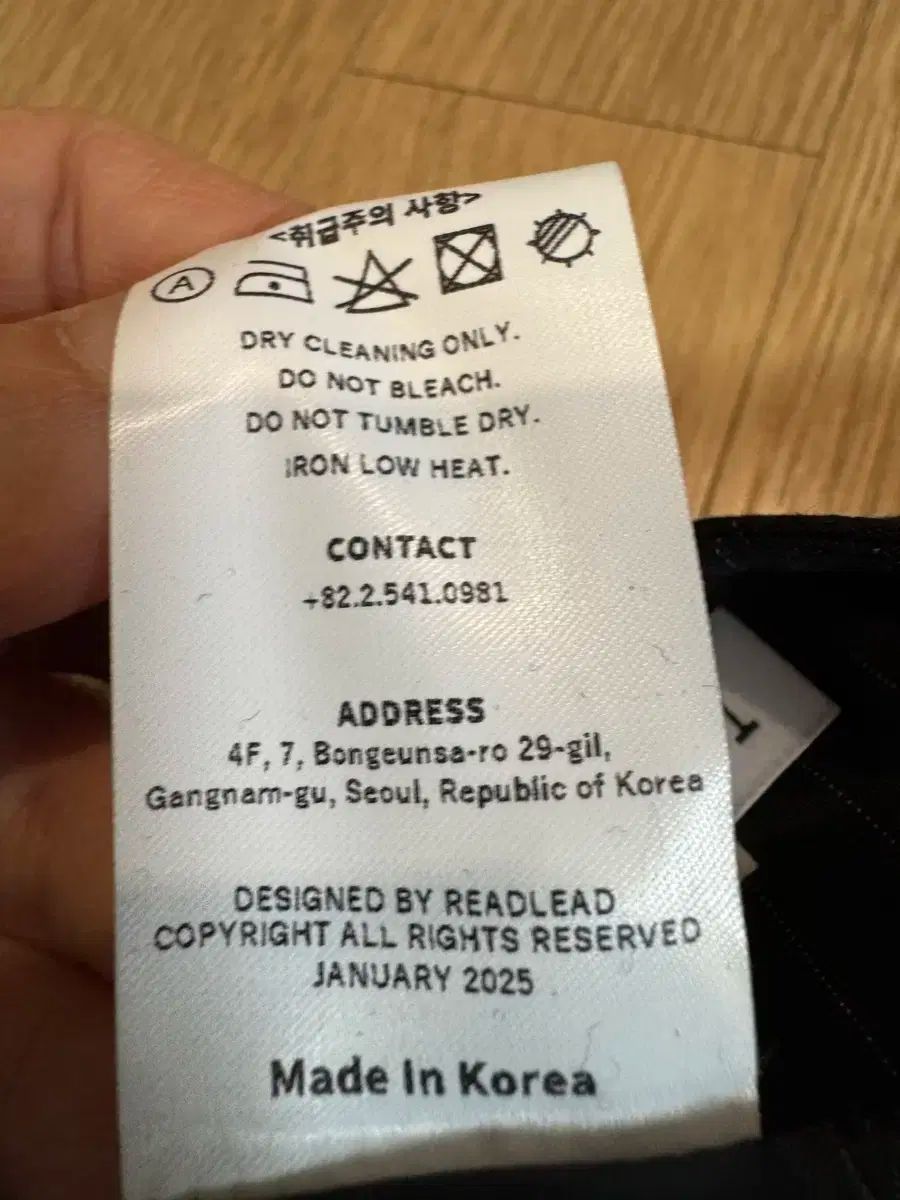 <취급주의 사항>
A
DRY CLEANING ONLY.
DO NOT BLEACH.
DO NOT TUMBLE DRY.
IRON LOW HEAT.
CONTACT
+82.2.541.0981
ADDRESS
4F, 7, Bongeunsa-ro 29-gil,
Gangnam-gu, Seoul, Republic of Korea
DESIGNED BY READLEAD
COPYRIGHT ALL RIGHTS RESERVED
JANUARY 2025
Made In Korea